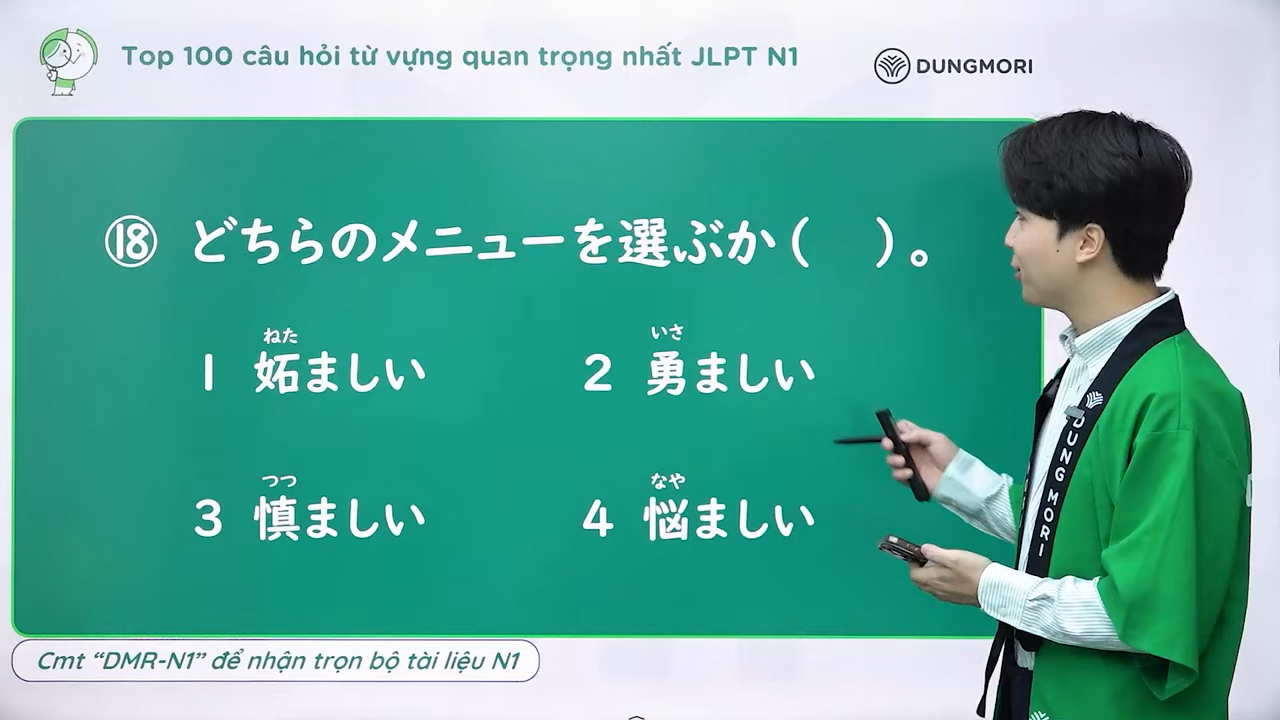 Top 100 câu hỏi từ vựng quan trọng nhất JLPT N1
DUNGMORI
⑱ どちらのメニューを選ぶか（　）。
ねた
1 妬ましい
いさ
2 勇ましい
つつ
3 慎ましい
なや
4 悩ましい
DUNG MORI
Cmt “DMR-N1” để nhận trọn bộ tài liệu N1